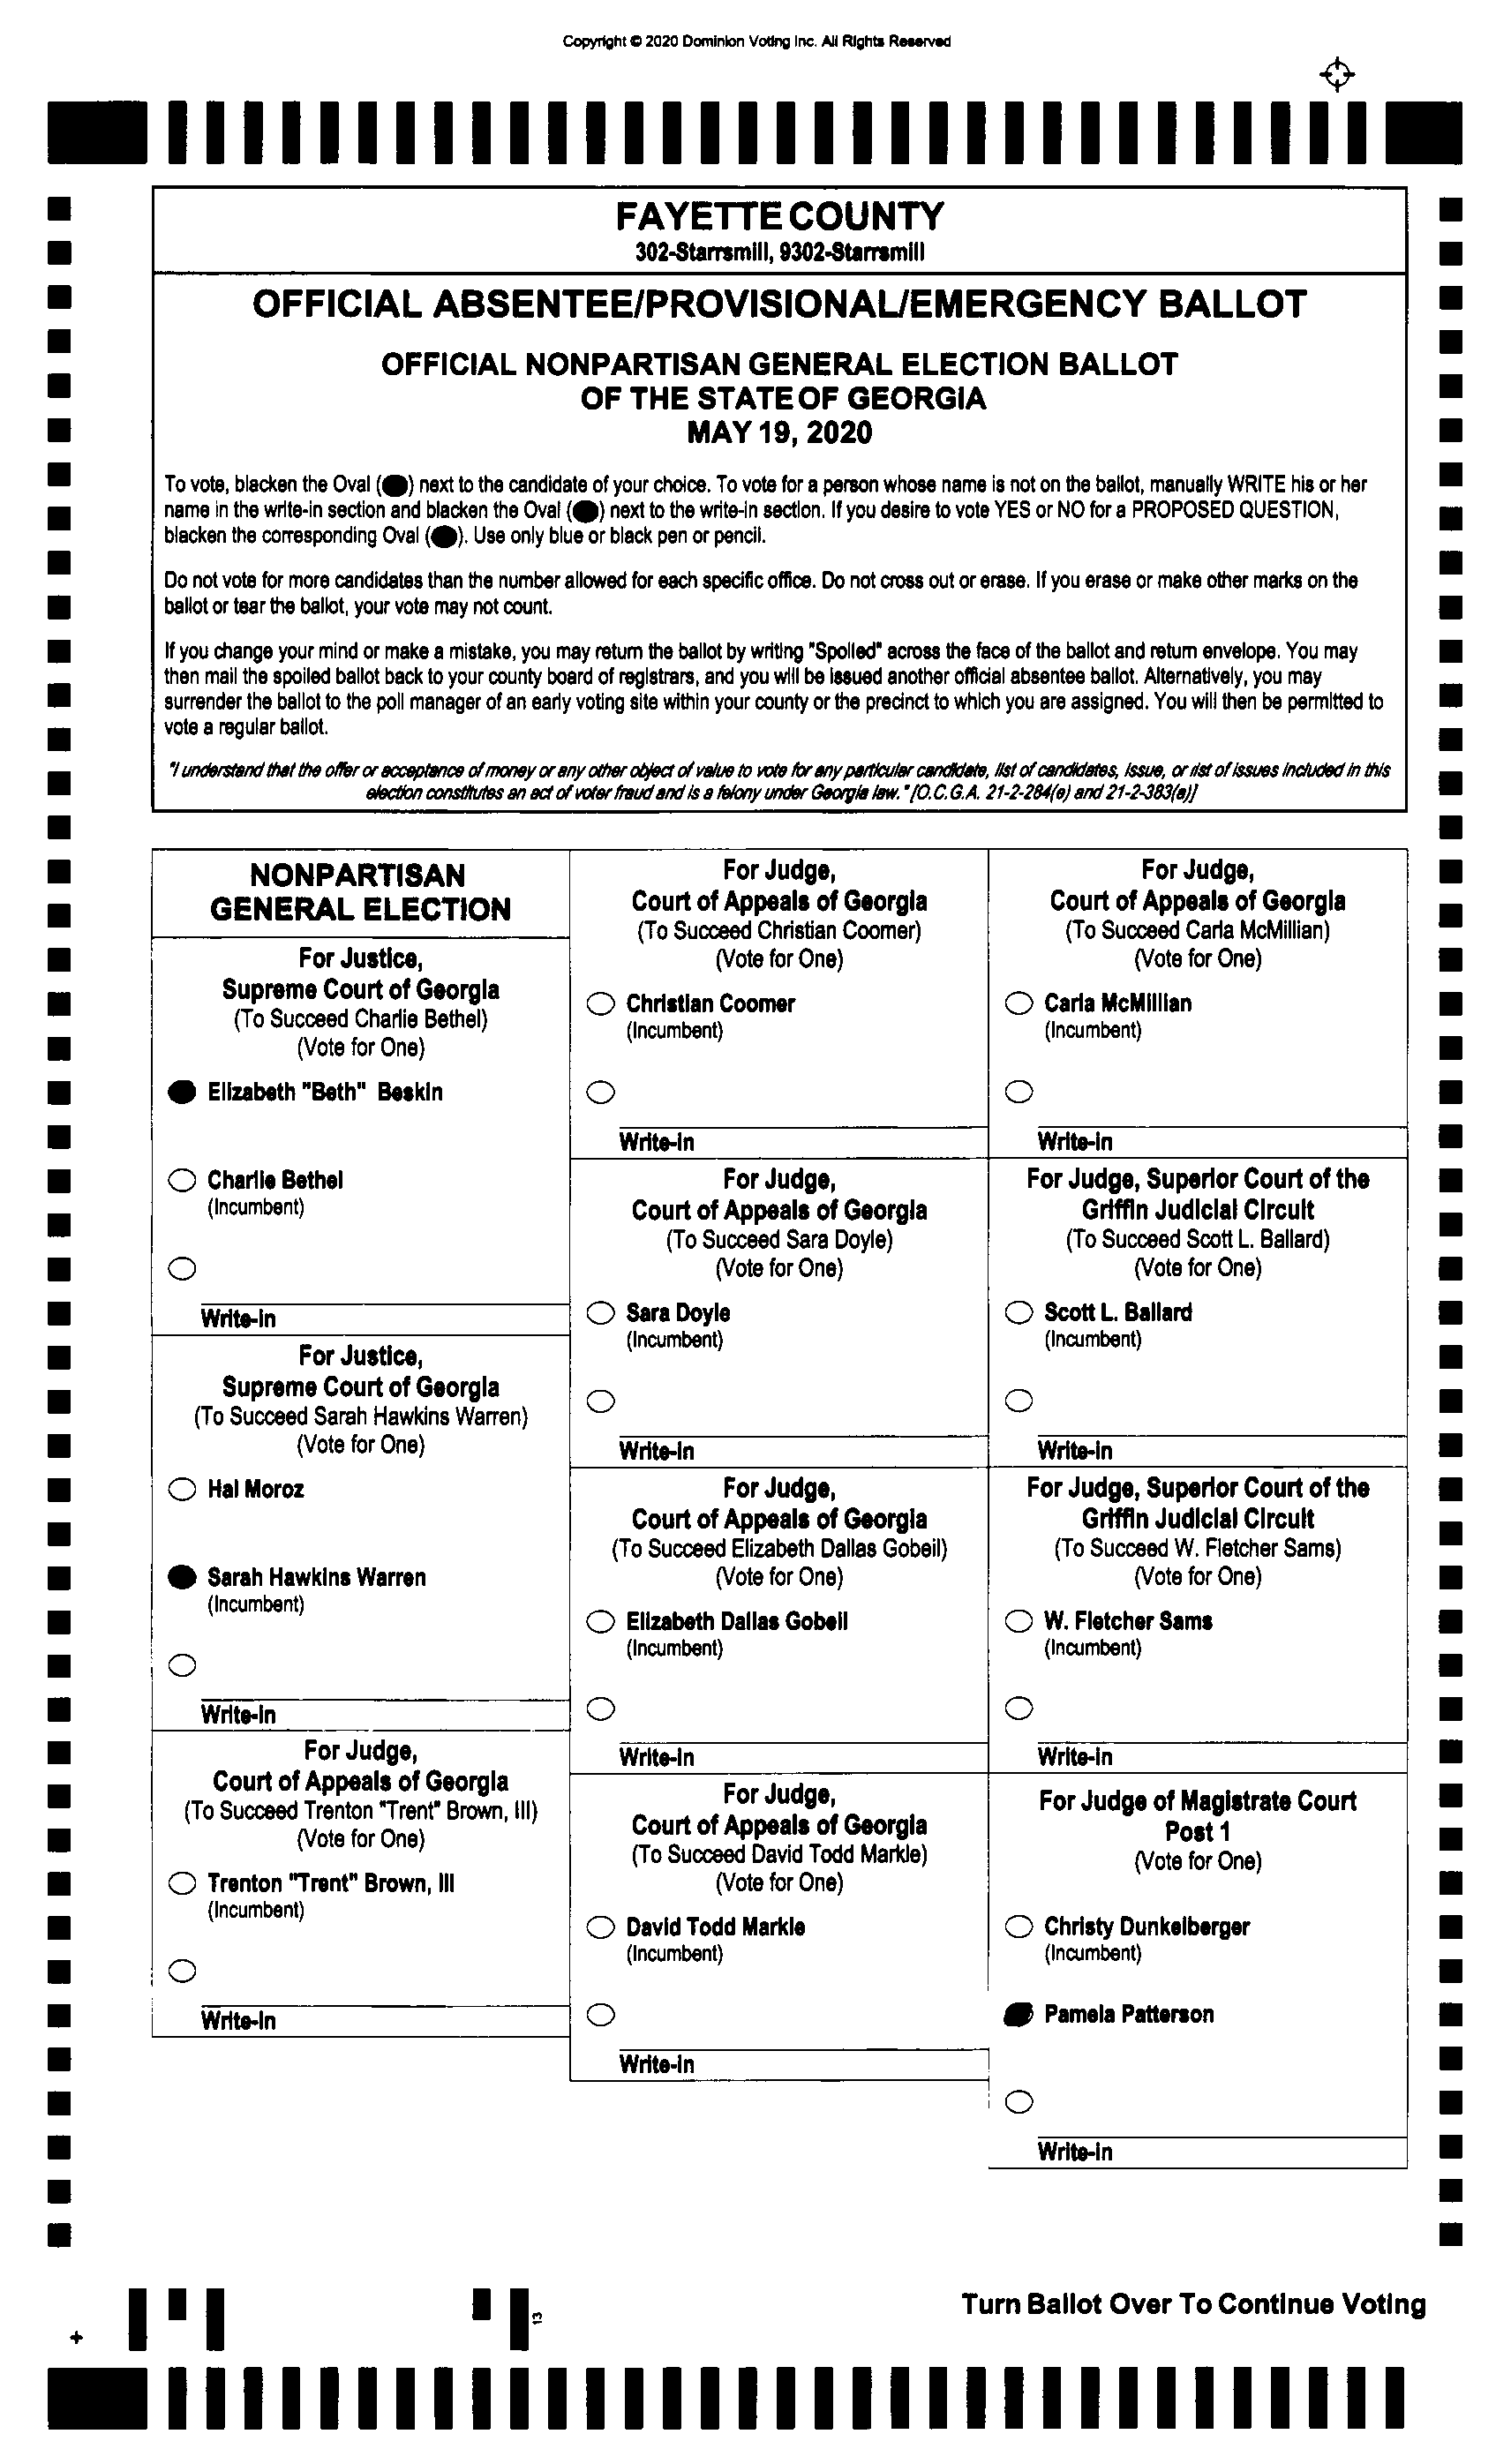 Copyright © 2020 Dominion Voting Inc. All Rights Reserved
FAYETTE COUNTY
302-Starrsmill, 9302-Starrsmill
OFFICIAL ABSENTEE/PROVISIONAL/EMERGENCY BALLOT
OFFICIAL NONPARTISAN GENERAL ELECTION BALLOT
OF THE STATE OF GEORGIA
MAY 19, 2020
To vote, blacken the Oval ( ) next to the candidate of your choice. To vote for a person whose name is not on the ballot, manually WRITE his or her
name in the write-in section and blacken the Oval ( ) next to the write-in section. If you desire to vote YES or NO for a PROPOSED QUESTION,
blacken the corresponding Oval ( ). Use only blue or black pen or pencil.
Do not vote for more candidates than the number allowed for each specific office. Do not cross out or erase. If you erase or make other marks on the
ballot or tear the ballot, your vote may not count.
If you change your mind or make a mistake, you may return the ballot by writing "Spoiled" across the face of the ballot and return envelope. You may
then mail the spoiled ballot back to your county board of registrars, and you will be issued another official absentee ballot. Alternatively, you may
surrender the ballot to the poll manager of an early voting site within your county or the precinct to which you are assigned. You will then be permitted to
vote a regular ballot.
"I understand that the offer or acceptance of money or any other object of value to vote for any particular candidate, list of candidates, issue, or list of issues included in this
election constitutes an act of voter fraud and is a felony under Georgia law." [O.C.G.A. 21-2-284(e) and 21-2-383(a)]
NONPARTISAN
GENERAL ELECTION
For Justice,
Supreme Court of Georgia
(To Succeed Charlie Bethel)
(Vote for One)
Elizabeth "Beth" Beskin
Charlie Bethel
(Incumbent)
Write-in
For Justice,
Supreme Court of Georgia
(To Succeed Sarah Hawkins Warren)
(Vote for One)
Hal Moroz
Sarah Hawkins Warren
(Incumbent)
Write-in
For Judge,
Court of Appeals of Georgia
(To Succeed Trenton "Trent" Brown, III)
(Vote for One)
Trenton "Trent" Brown, III
(Incumbent)
Write-in
For Judge,
Court of Appeals of Georgia
(To Succeed Christian Coomer)
(Vote for One)
Christian Coomer
(Incumbent)
Write-in
For Judge,
Court of Appeals of Georgia
(To Succeed Sara Doyle)
(Vote for One)
Sara Doyle
(Incumbent)
Write-in
For Judge,
Court of Appeals of Georgia
(To Succeed Elizabeth Dallas Gobeil)
(Vote for One)
Elizabeth Dallas Gobeil
(Incumbent)
Write-in
For Judge,
Court of Appeals of Georgia
(To Succeed David Todd Markle)
(Vote for One)
David Todd Markle
(Incumbent)
Write-in
For Judge,
Court of Appeals of Georgia
(To Succeed Carla McMillian)
(Vote for One)
Carla McMillian
(Incumbent)
Write-in
For Judge, Superior Court of the
Griffin Judicial Circuit
(To Succeed Scott L. Ballard)
(Vote for One)
Scott L. Ballard
(Incumbent)
Write-in
For Judge, Superior Court of the
Griffin Judicial Circuit
(To Succeed W. Fletcher Sams)
(Vote for One)
W. Fletcher Sams
(Incumbent)
Write-in
For Judge of Magistrate Court
Post 1
(Vote for One)
Christy Dunkelberger
(Incumbent)
Pamela Patterson
Write-in
13
Turn Ballot Over To Continue Voting